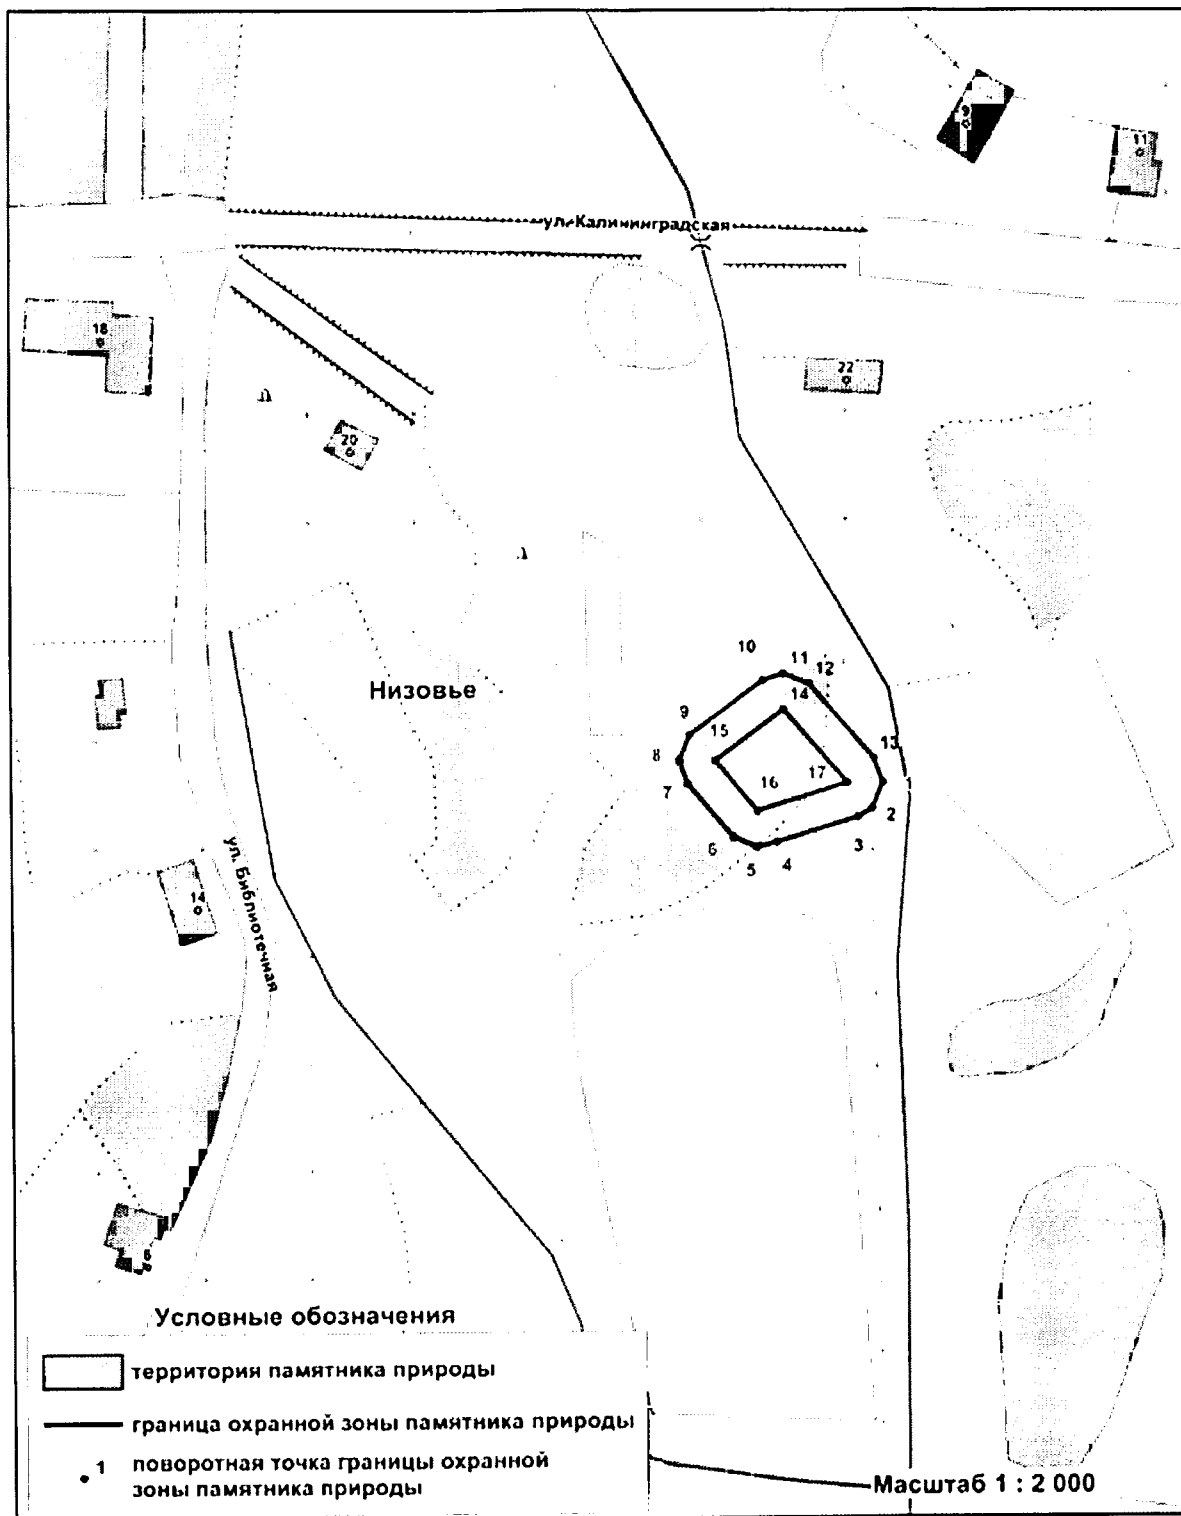 9
11
ул. Калининградская
18
22
20
10
11
12
Низовье
14
9
15
13
8
17
1
7
16
2
6
3
5
4
14
ул. Библиотечная
Условные обозначения
территория памятника природы
граница охранной зоны памятника природы
1 поворотная точка границы охранной
зоны памятника природы
Масштаб 1 : 2 000